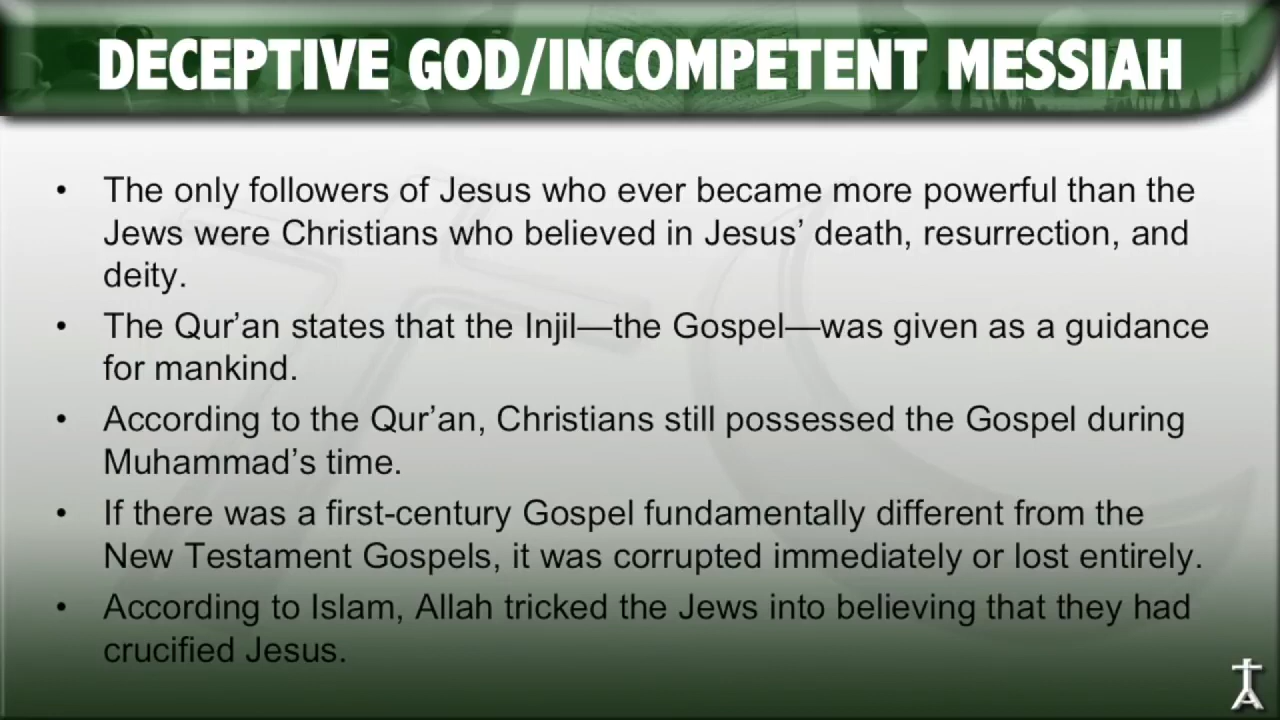 DECEPTIVE GOD/INCOMPETENT MESSIAH
• The only followers of Jesus who ever became more powerful than the
Jews were Christians who believed in Jesus’ death, resurrection, and
deity.
• The Qur’an states that the Injil—the Gospel—was given as a guidance
for mankind.
• According to the Qur’an, Christians still possessed the Gospel during
Muhammad’s time.
• If there was a first-century Gospel fundamentally different from the
New Testament Gospels, it was corrupted immediately or lost entirely.
• According to Islam, Allah tricked the Jews into believing that they had
crucified Jesus.